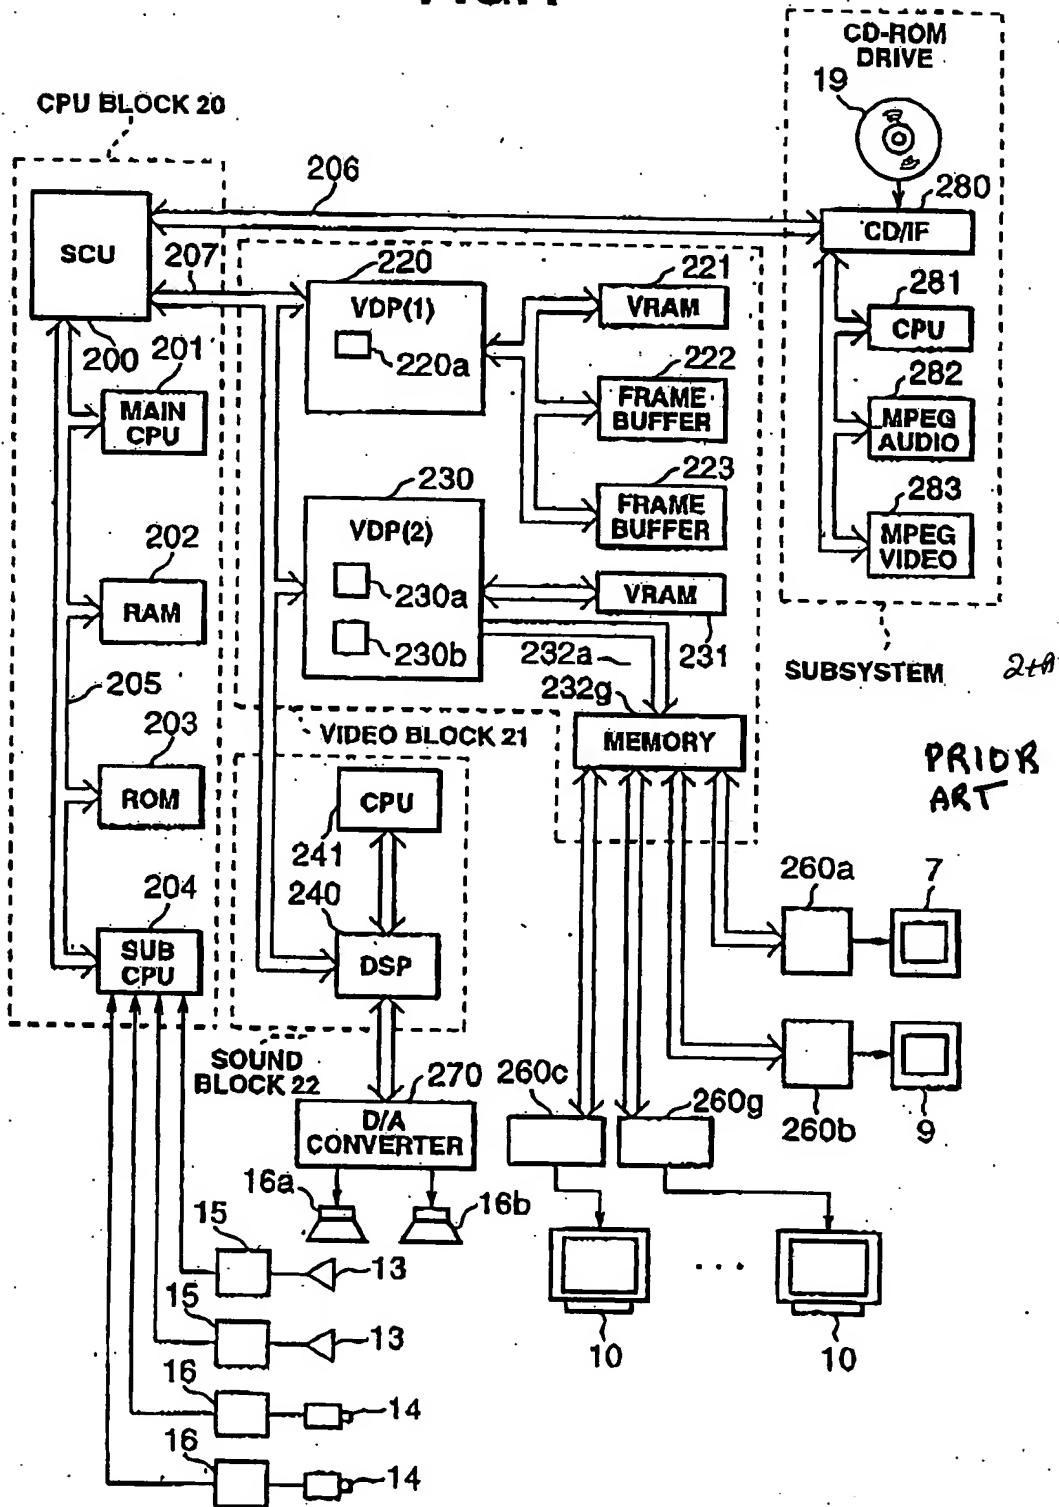 CD-ROM
DRIVE
19
CPU BLOCK 20
206
280
SCU
CD/IF
207
220
221
281
VDP(1)
VRAM
CPU
220a
200
201
222
282
MAIN
CPU
FRAME
BUFFER
MPEG
AUDIO
230
223
283
VDP(2)
FRAME
BUFFER
MPEG
VIDEO
202
230a
VRAM
RAM
230b
232a
231
SUBSYSTEM
205
232g
203
VIDEO BLOCK 21
MEMORY
PRIOR
ART
ROM
CPU
241
204
240
260a
7
SUB
CPU
DSP
SOUND
BLOCK 22
270
260c
260g
260b
9
D/A
CONVERTER
16a
16b
15
13
15
13
10
10
16
14
16
14